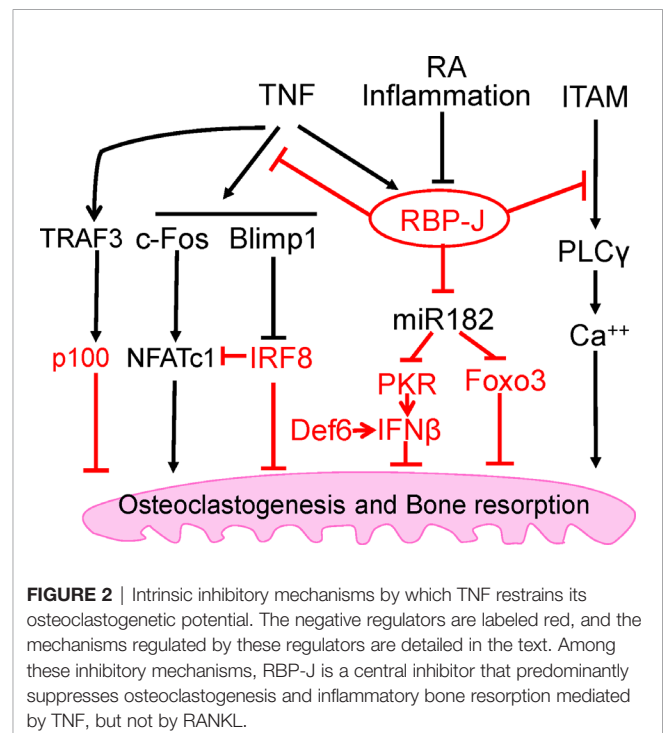 RA
TNF Inflammation ITAM
RBP-J
TRAF3 c-Fos Blimp1
PLCγ
miR182
Ca++
p100 NFATc1 IRF8
PKR Foxo3
Def6 IFNβ
Osteoclastogenesis and Bone resorption
FIGURE 2 | Intrinsic inhibitory mechanisms by which TNF restrains its
osteoclastogenetic potential. The negative regulators are labeled red, and the
mechanisms regulated by these regulators are detailed in the text. Among
these inhibitory mechanisms, RBP-J is a central inhibitor that predominantly
suppresses osteoclastogenesis and inflammatory bone resorption mediated
by TNF, but not by RANKL.